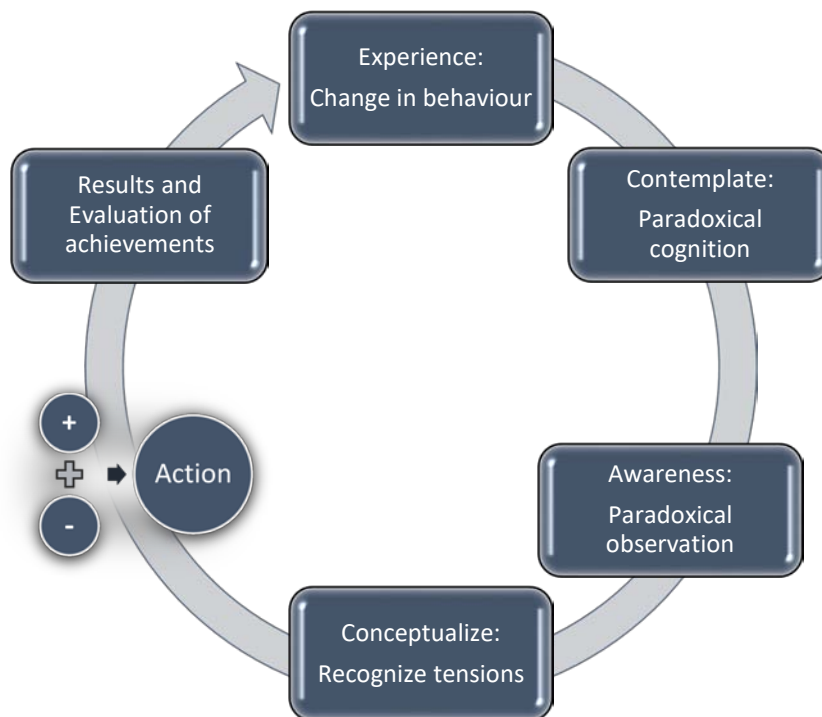 Experience:
Change in behaviour
Contemplate:
Paradoxical
cognition
Awareness:
Paradoxical
observation
Conceptualize:
Recognize tensions
+
-
Action
Results and
Evaluation of
achievements